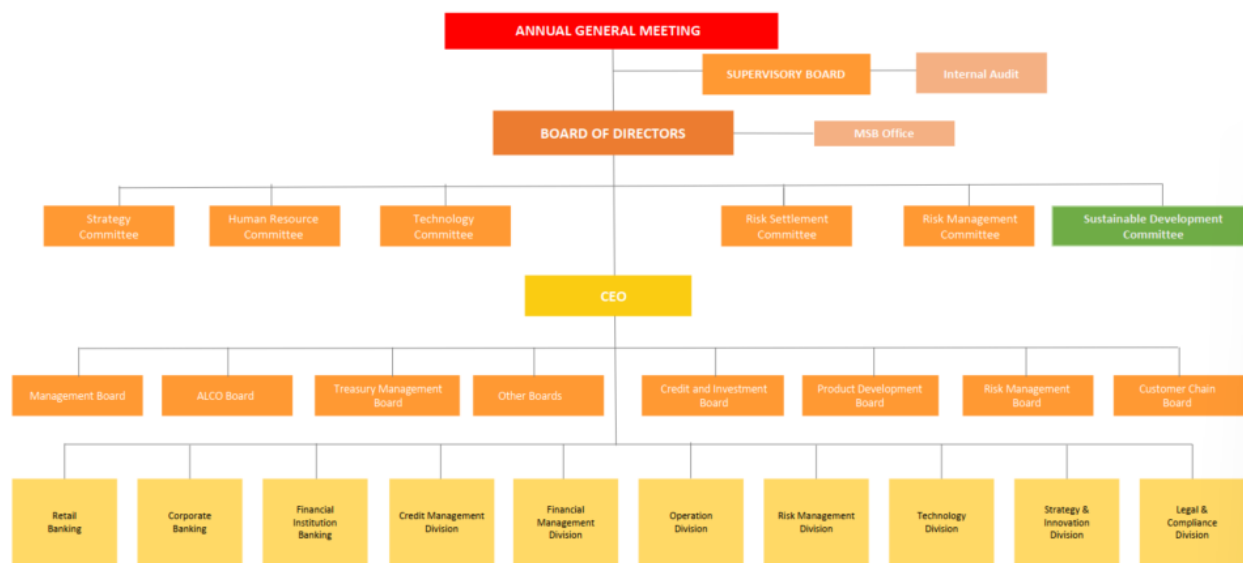 ANNUAL GENERAL MEETING
SUPERVISORY BOARD
Internal Audit
BOARD OF DIRECTORS
MSB Office
Strategy
Committee
Human Resource
Committee
Technology
Committee
Risk Settlement
Committee
Risk Management
Committee
Sustainable Development
Committee
CEO
Management Board
ALCO Board
Treasury Management
Board
Other Boards
Credit and Investment
Board
Product Development
Board
Risk Management
Board
Customer Chain
Board
Retail
Banking
Corporate
Banking
Financial
Institution
Banking
Credit Management
Division
Financial
Management
Division
Operation
Division
Risk Management
Division
Technology
Division
Strategy &
Innovation
Division
Legal &
Compliance
Division